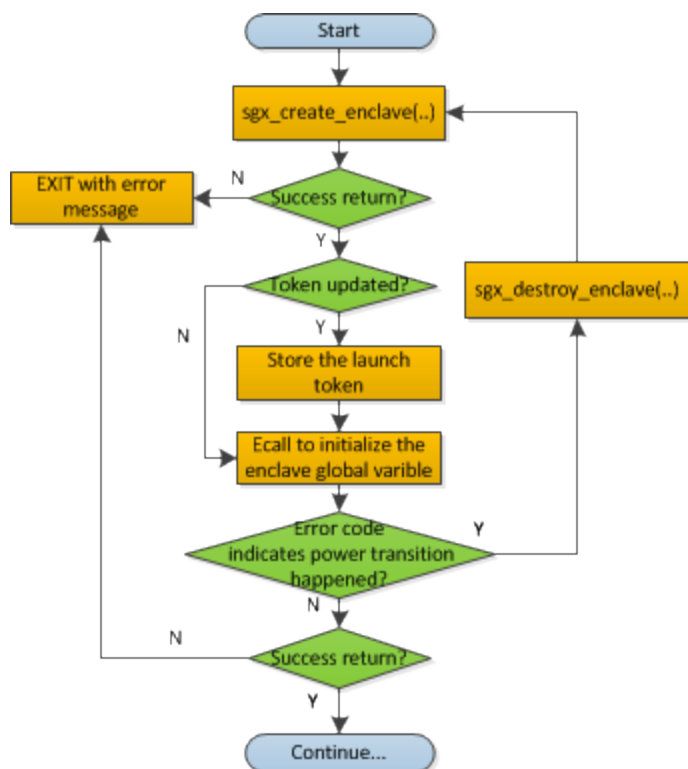 Start
sgx_create_enclave(..)
N
EXIT with error
message
Success return?
Y
Token updated?
sgx_destroy_enclave(..)
N
Y
Store the launch
token
Ecall to initialize the
enclave global varible
Error code
indicates power transition
happened?
Y
N
N
Success return?
Y
Continue...